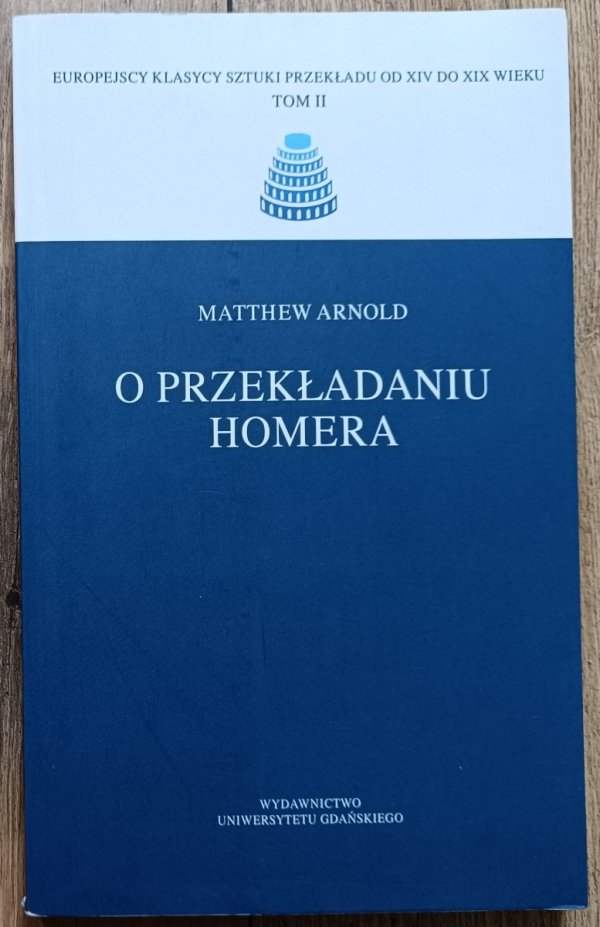 EUROPEJSCY KLASYCY SZTUKI PRZEKŁADU OD XIV DO XIX WIEKU
TOM II
MATTHEW ARNOLD
O PRZEKŁADANIU
HOMERA
WYDAWNICTWO
UNIWERSYTETU GDAŃSKIEGO